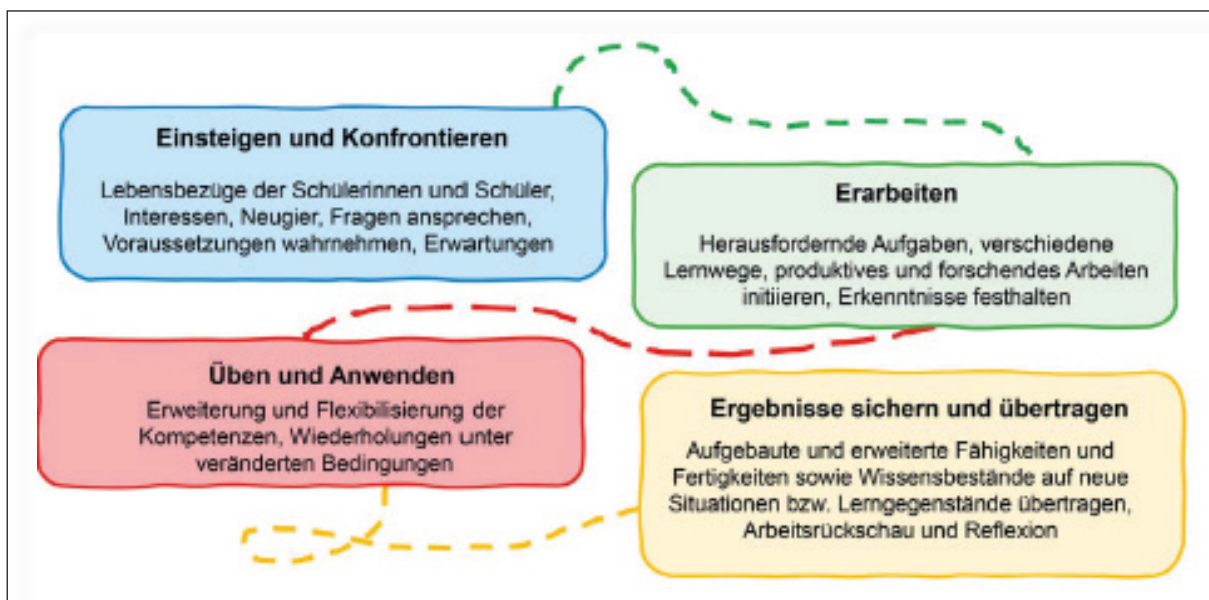 Einsteigen und Konfrontieren
Lebensbezüge der Schülerinnen und Schüler,
Interessen, Neugier, Fragen ansprechen,
Voraussetzungen wahrnehmen, Erwartungen
Erarbeiten
Herausfordernde Aufgaben, verschiedene
Lernwege, produktives und forschendes Arbeiten
initiieren, Erkenntnisse festhalten
Üben und Anwenden
Erweiterung und Flexibilisierung der
Kompetenzen, Wiederholungen unter
veränderten Bedingungen
Ergebnisse sichern und übertragen
Aufgebaute und erweiterte Fähigkeiten und
Fertigkeiten sowie Wissensbestände auf neue
Situationen bzw. Lerngegenstände übertragen,
Arbeitsrückschau und Reflexion